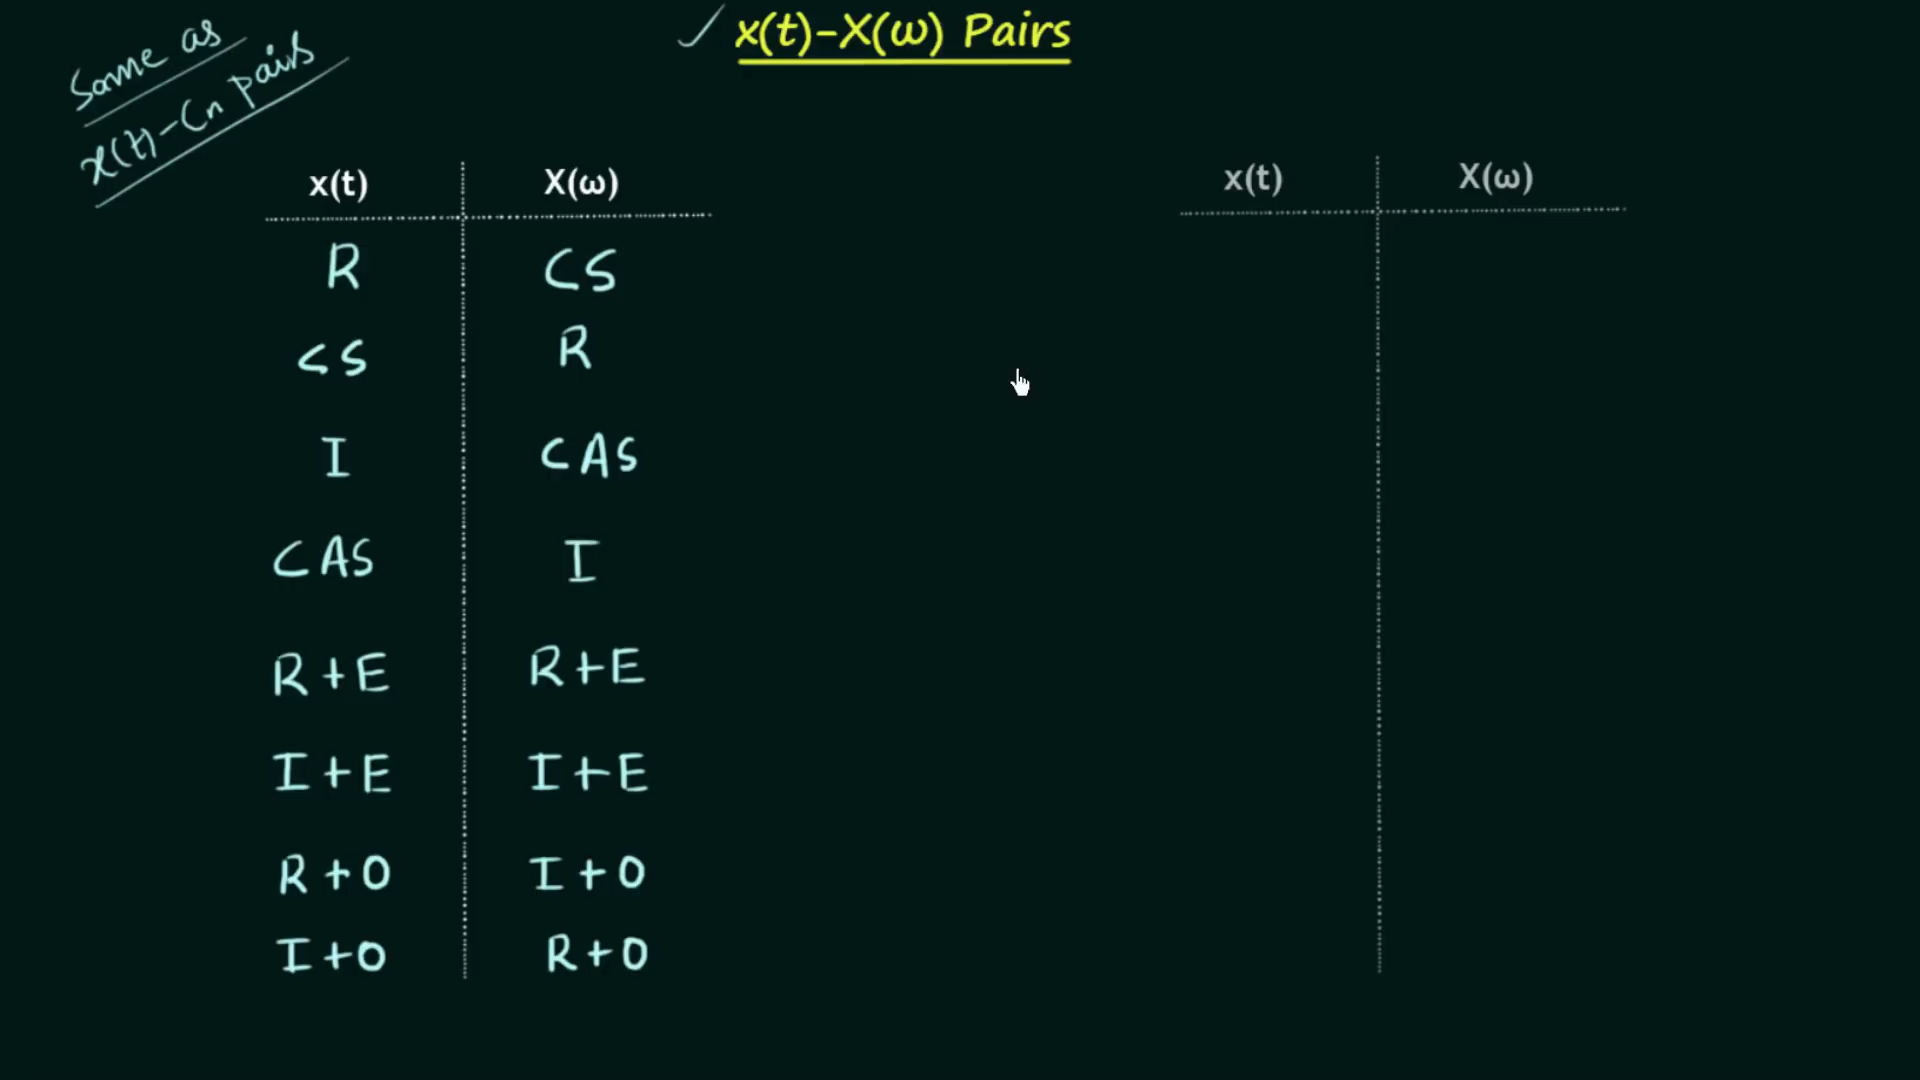 x(t)-X(ω) Pairs
Same as
x(t)-Cn pairs
x(t) X(ω)
R CS
CS R
I CAS
CAS I
R+E R+E
I+E I+E
R+O I+O
I+O R+O
x(t) X(ω)